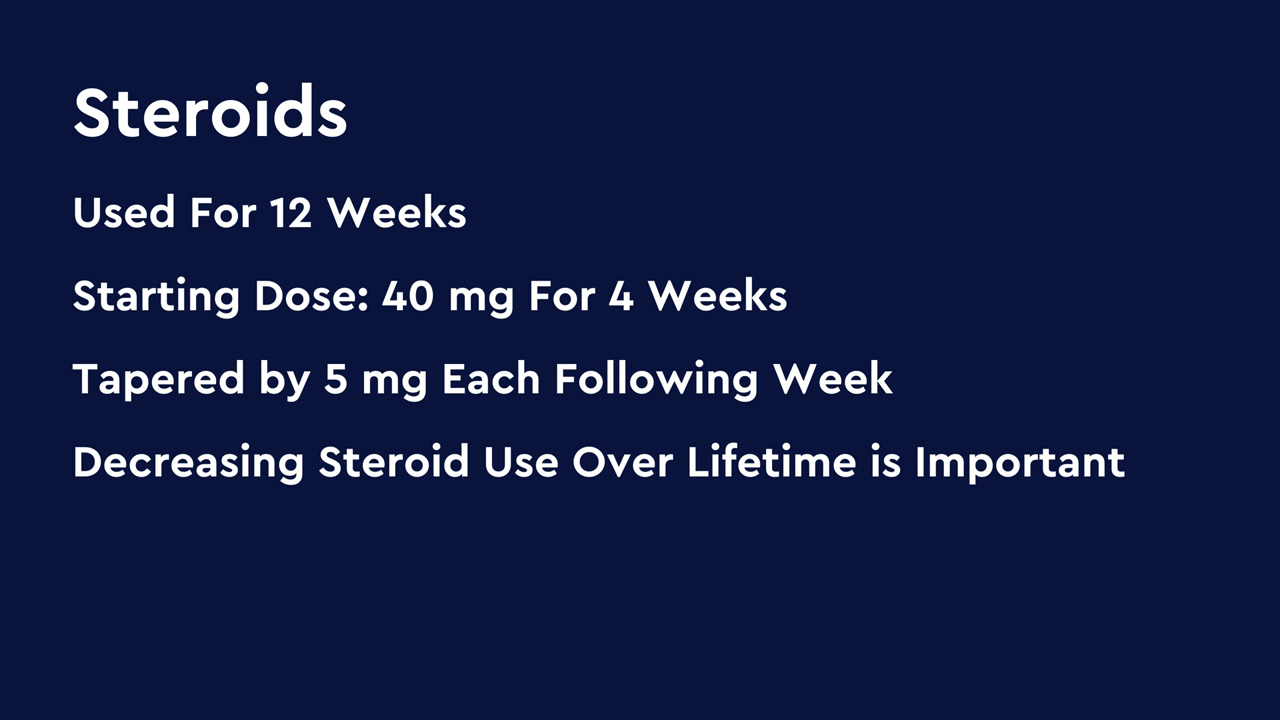 Steroids
Used For 12 Weeks
Starting Dose: 40 mg For 4 Weeks
Tapered by 5 mg Each Following Week
Decreasing Steroid Use Over Lifetime is Important